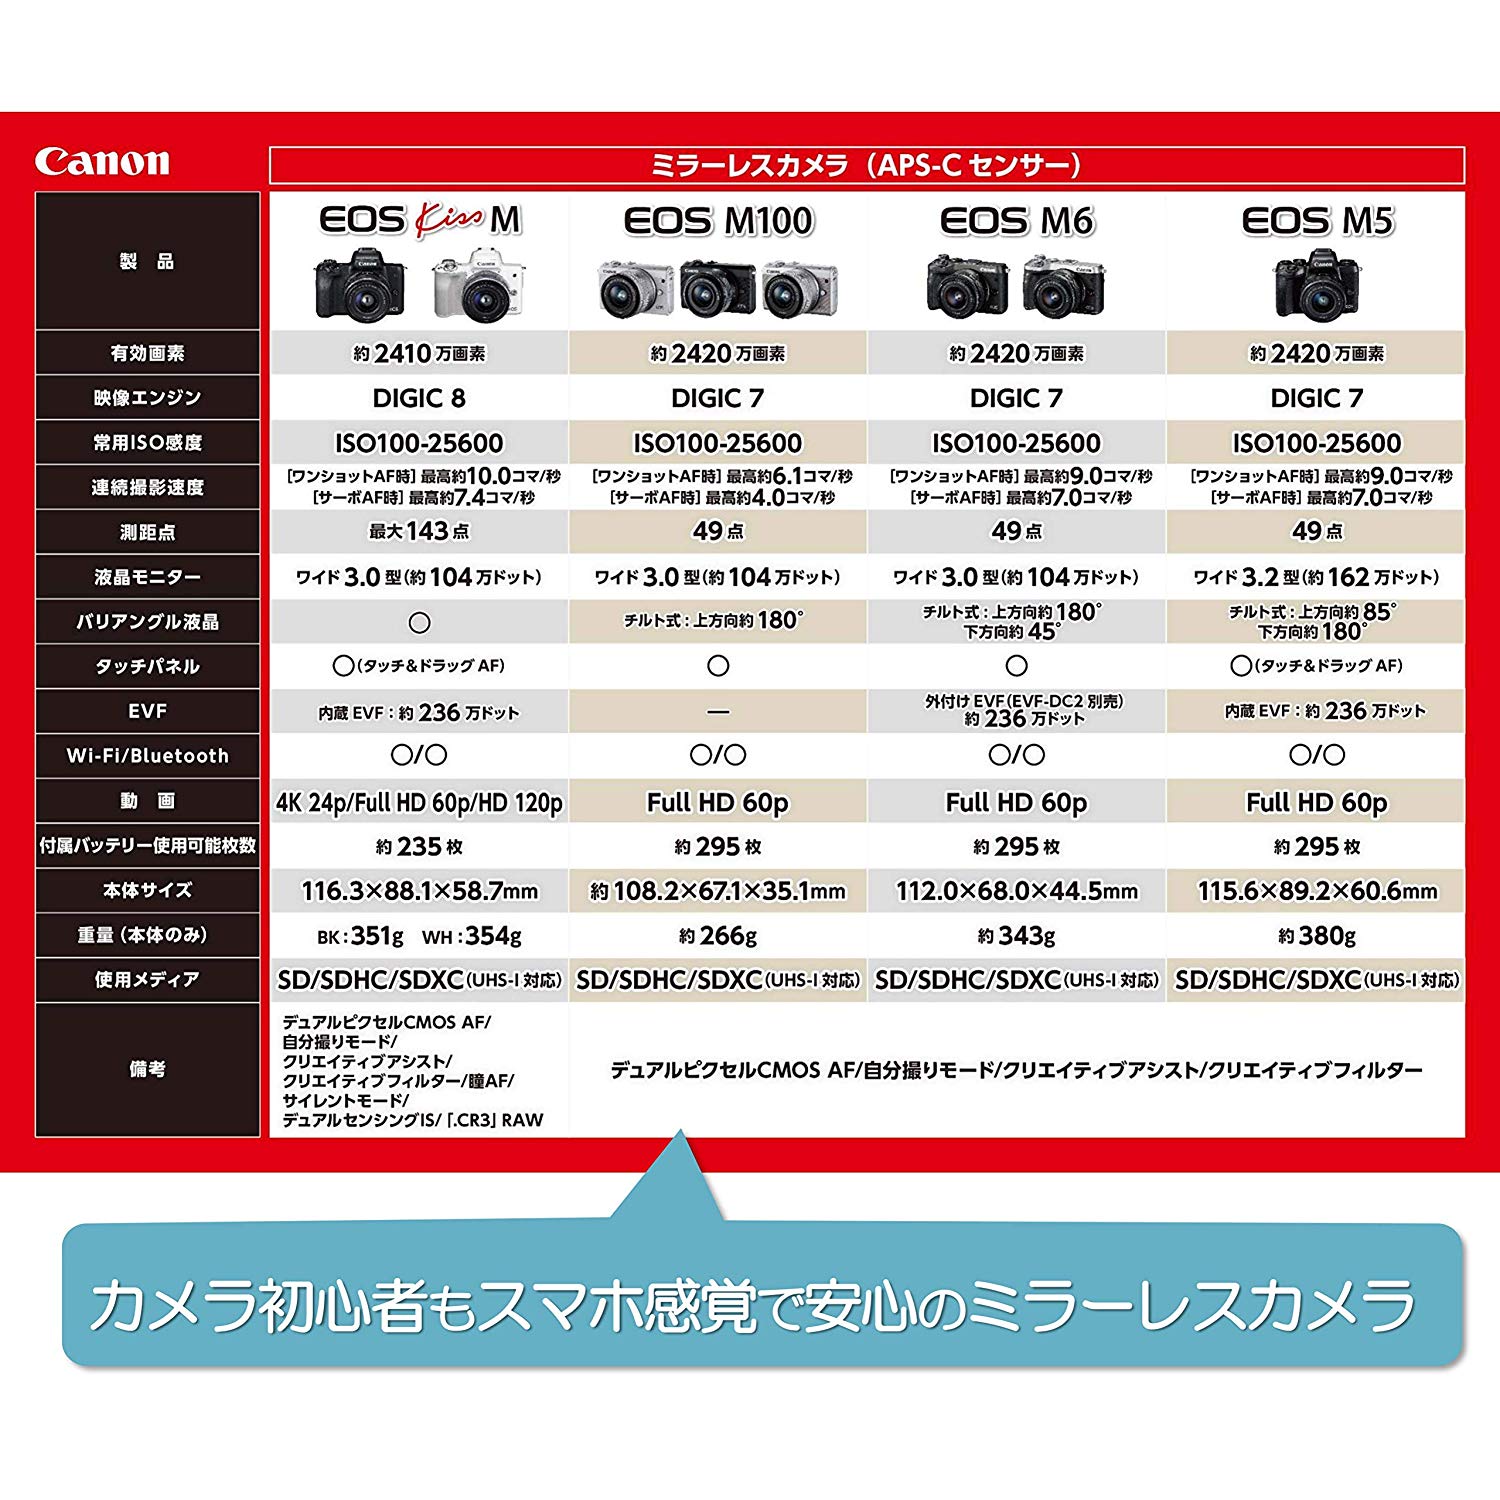 Canon
ミラーレスカメラ（APS-C センサー）
製 品
EOS Kiss M
EOS M100
EOS M6
EOS M5
有効画素
約2410万画素
約2420万画素
約2420万画素
約2420万画素
映像エンジン
DIGIC 8
DIGIC 7
DIGIC 7
DIGIC 7
常用ISO感度
ISO100-25600
ISO100-25600
ISO100-25600
ISO100-25600
連続撮影速度
［ワンショットAF時］最高約10.0コマ/秒
［サーボAF時］最高約7.4コマ/秒
［ワンショットAF時］最高約6.1コマ/秒
［サーボAF時］最高約4.0コマ/秒
［ワンショットAF時］最高約9.0コマ/秒
［サーボAF時］最高約7.0コマ/秒
［ワンショットAF時］最高約9.0コマ/秒
［サーボAF時］最高約7.0コマ/秒
測距点
最大143点
49点
49点
49点
液晶モニター
ワイド3.0型（約104万ドット）
ワイド3.0型（約104万ドット）
ワイド3.0型（約104万ドット）
ワイド3.2型（約162万ドット）
バリアングル液晶
○
チルト式：上方向約180°
チルト式：上方向約180°
下方向約45°
チルト式：上方向約85°
下方向約180°
タッチパネル
○（タッチ＆ドラッグAF）
○
○
○（タッチ＆ドラッグAF）
EVF
内蔵EVF：約236万ドット
—
外付けEVF（EVF-DC2 別売）
約236万ドット
内蔵EVF：約236万ドット
Wi-Fi/Bluetooth
○/○
○/○
○/○
○/○
動 画
4K 24p/Full HD 60p/HD 120p
Full HD 60p
Full HD 60p
Full HD 60p
付属バッテリー使用可能枚数
約235枚
約295枚
約295枚
約295枚
本体サイズ
116.3×88.1×58.7mm
約108.2×67.1×35.1mm
112.0×68.0×44.5mm
115.6×89.2×60.6mm
重量（本体のみ）
BK：351g WH：354g
約266g
約343g
約380g
使用メディア
SD/SDHC/SDXC（UHS-I 対応）
SD/SDHC/SDXC（UHS-I 対応）
SD/SDHC/SDXC（UHS-I 対応）
SD/SDHC/SDXC（UHS-I 対応）
備考
デュアルピクセルCMOS AF/
自分撮りモード/
クリエイティブアシスト/
クリエイティブフィルター/瞳AF/
サイレントモード/
デュアルセンシングIS/「.CR3」RAW
デュアルピクセルCMOS AF/自分撮りモード/クリエイティブアシスト/クリエイティブフィルター
カメラ初心者もスマホ感覚で安心のミラーレスカメラ